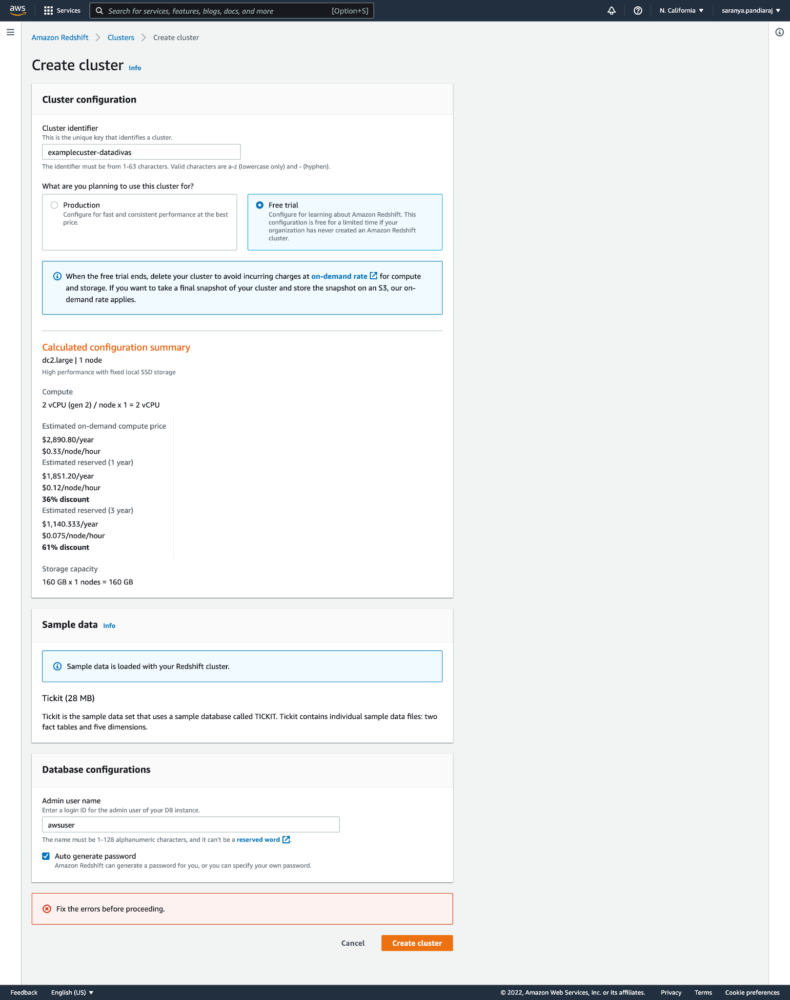 aws
Services
Search for services, features, blogs, docs, and more
[Option+S]
N. California ▼
saranya.pandiaraj ▼
Amazon Redshift > Clusters > Create cluster
Create cluster Info
Cluster configuration
Cluster identifier
This is the unique key that identifies a cluster.
examplecuster-datadivas
The identifier must be from 1-63 characters. Valid characters are a-z (lowercase only) and - (hyphen).
What are you planning to use this cluster for?
Production
Configure for fast and consistent performance at the best
price.
Free trial
Configure for learning about Amazon Redshift. This
configuration is free for a limited time if your
organization has never created an Amazon Redshift
cluster.
When the free trial ends, delete your cluster to avoid incurring charges at on-demand rate for compute
and storage. If you want to take a final snapshot of your cluster and store the snapshot on an S3, our on-
demand rate applies.
Calculated configuration summary
dc2.large | 1 node
High performance with fixed local SSD storage
Compute
2 vCPU (gen 2) / node x 1 = 2 vCPU
Estimated on-demand compute price
$2,890.80/year
$0.33/node/hour
Estimated reserved (1 year)
$1,851.20/year
$0.12/node/hour
36% discount
Estimated reserved (3 year)
$1,140.333/year
$0.075/node/hour
61% discount
Storage capacity
160 GB x 1 nodes = 160 GB
Sample data Info
Sample data is loaded with your Redshift cluster.
Tickit (28 MB)
Tickit is the sample data set that uses a sample database called TICKIT. Tickit contains individual sample data files: two
fact tables and five dimensions.
Database configurations
Admin user name
Enter a login ID for the admin user of your DB instance.
awsuser
The name must be 1-128 alphanumeric characters, and it can't be a reserved word .
Auto generate password
Amazon Redshift can generate a password for you, or you can specify your own password.
Fix the errors before proceeding.
Cancel
Create cluster
Feedback
English (US) ▼
© 2022, Amazon Web Services, Inc. or its affiliates.
Privacy
Terms
Cookie preferences